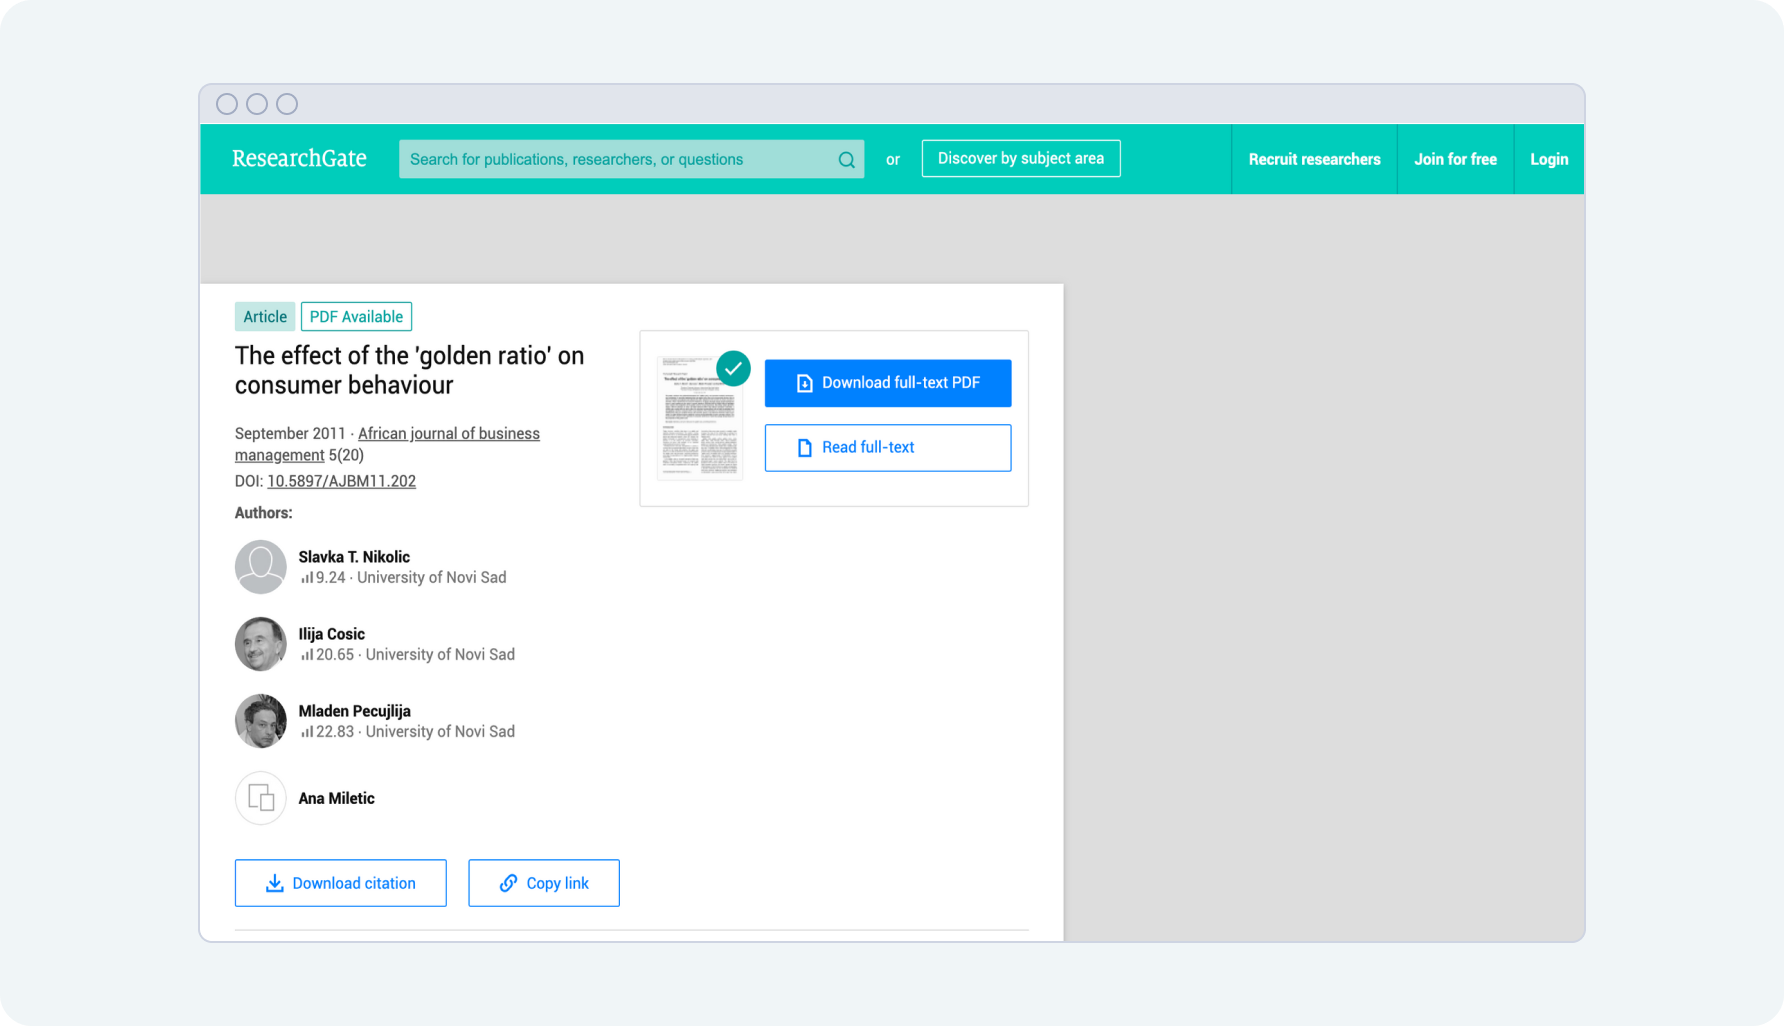 ResearchGate
Search for publications, researchers, or questions
or
Discover by subject area
Recruit researchers
Join for free
Login
Article
PDF Available
The effect of the 'golden ratio' on
consumer behaviour
September 2011 · African journal of business
management 5(20)
DOI: 10.5897/AJBM11.202
Authors:
Slavka T. Nikolic
9.24 · University of Novi Sad
Ilija Cosic
20.65 · University of Novi Sad
Mladen Pecujlija
22.83 · University of Novi Sad
Ana Miletic
Download citation
Copy link
Download full-text PDF
Read full-text